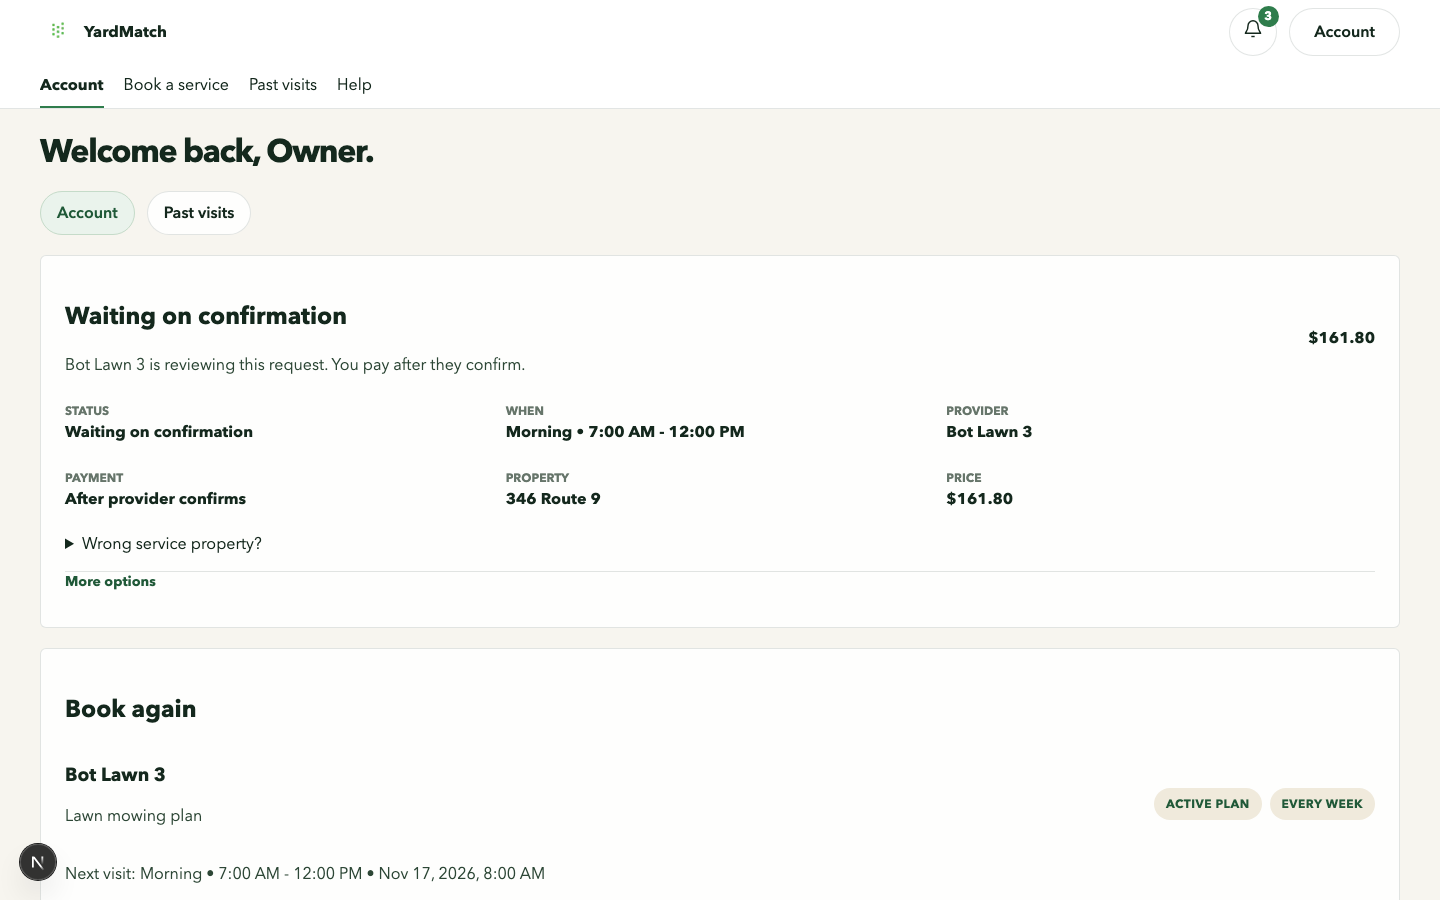 YardMatch
3
Account
Account Book a service Past visits Help
Welcome back, Owner.
Account Past visits
Waiting on confirmation
$161.80
Bot Lawn 3 is reviewing this request. You pay after they confirm.
STATUS WHEN PROVIDER
Waiting on confirmation Morning • 7:00 AM - 12:00 PM Bot Lawn 3
PAYMENT PROPERTY PRICE
After provider confirms 346 Route 9 $161.80
▶ Wrong service property?
More options
Book again
Bot Lawn 3
ACTIVE PLAN EVERY WEEK
Lawn mowing plan
N
Next visit: Morning • 7:00 AM - 12:00 PM • Nov 17, 2026, 8:00 AM